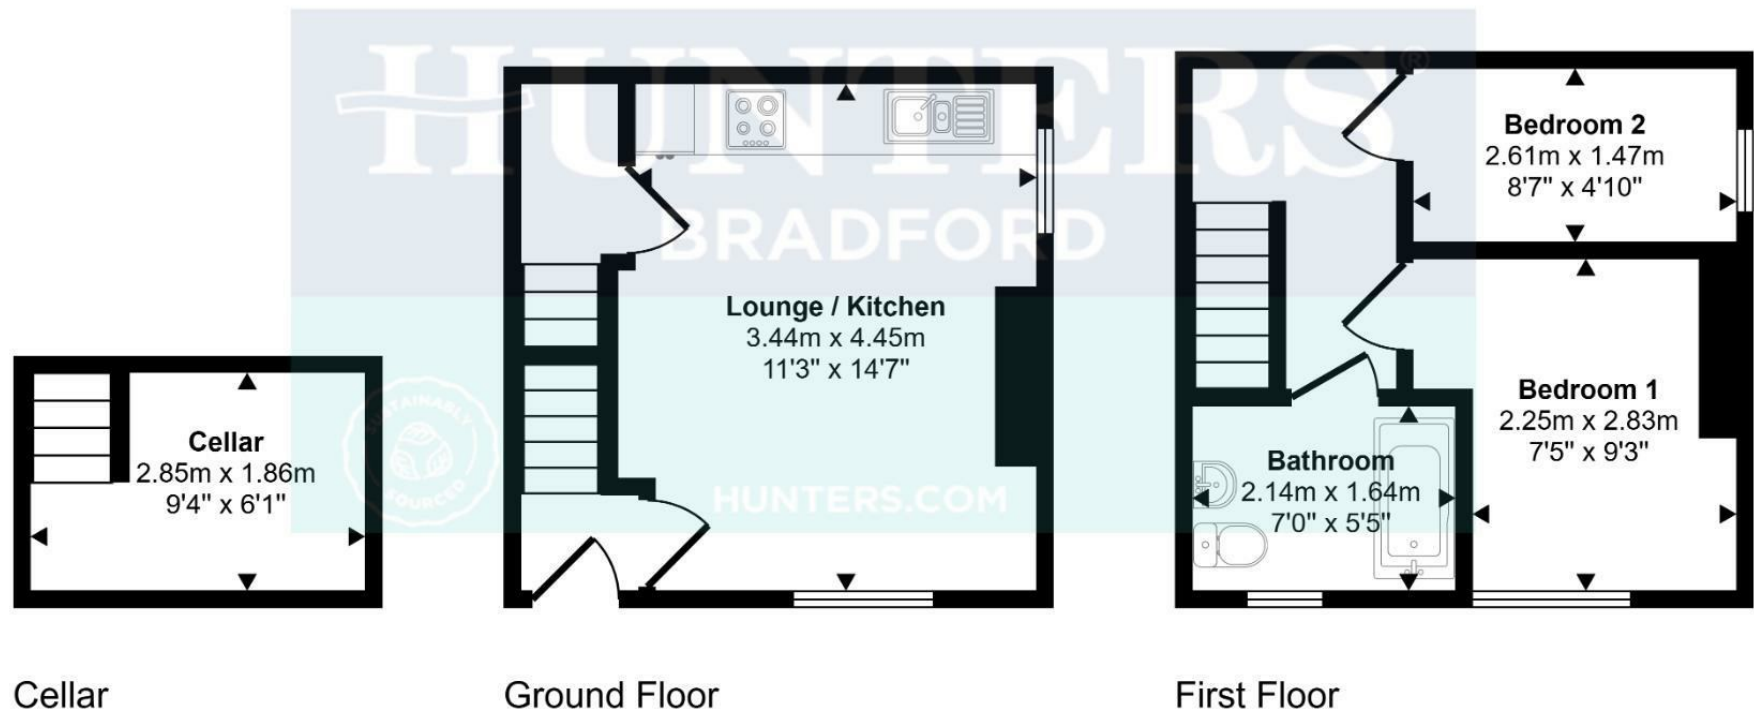 HUNTERS®
BRADFORD
HUNTERS.COM
SUSTAINABLY
SOURCED
Cellar
2.85m x 1.86m
9'4" x 6'1"
Cellar
Lounge / Kitchen
3.44m x 4.45m
11'3" x 14'7"
Ground Floor
Bedroom 2
2.61m x 1.47m
8'7" x 4'10"
Bedroom 1
2.25m x 2.83m
7'5" x 9'3"
Bathroom
2.14m x 1.64m
7'0" x 5'5"
First Floor